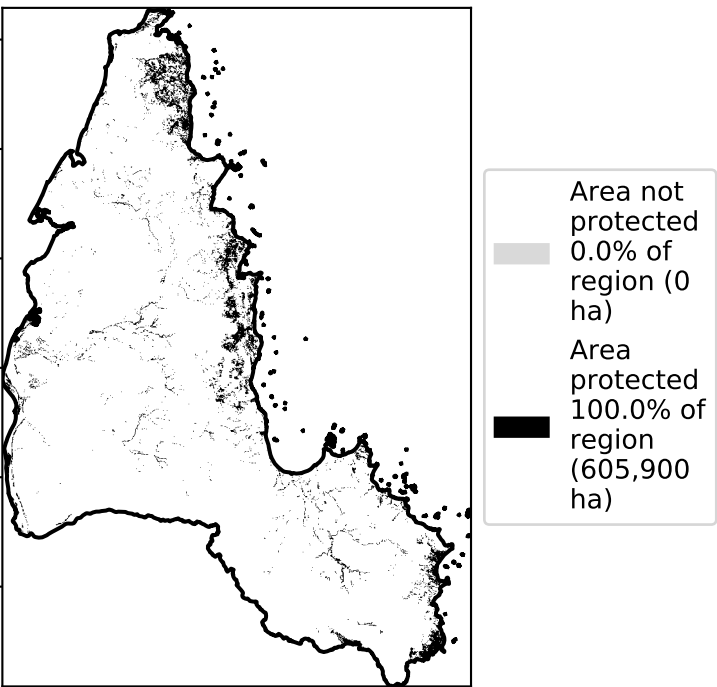 Area not
protected
0.0% of
region (0
ha)
Area
protected
100.0% of
region
(605,900
ha)